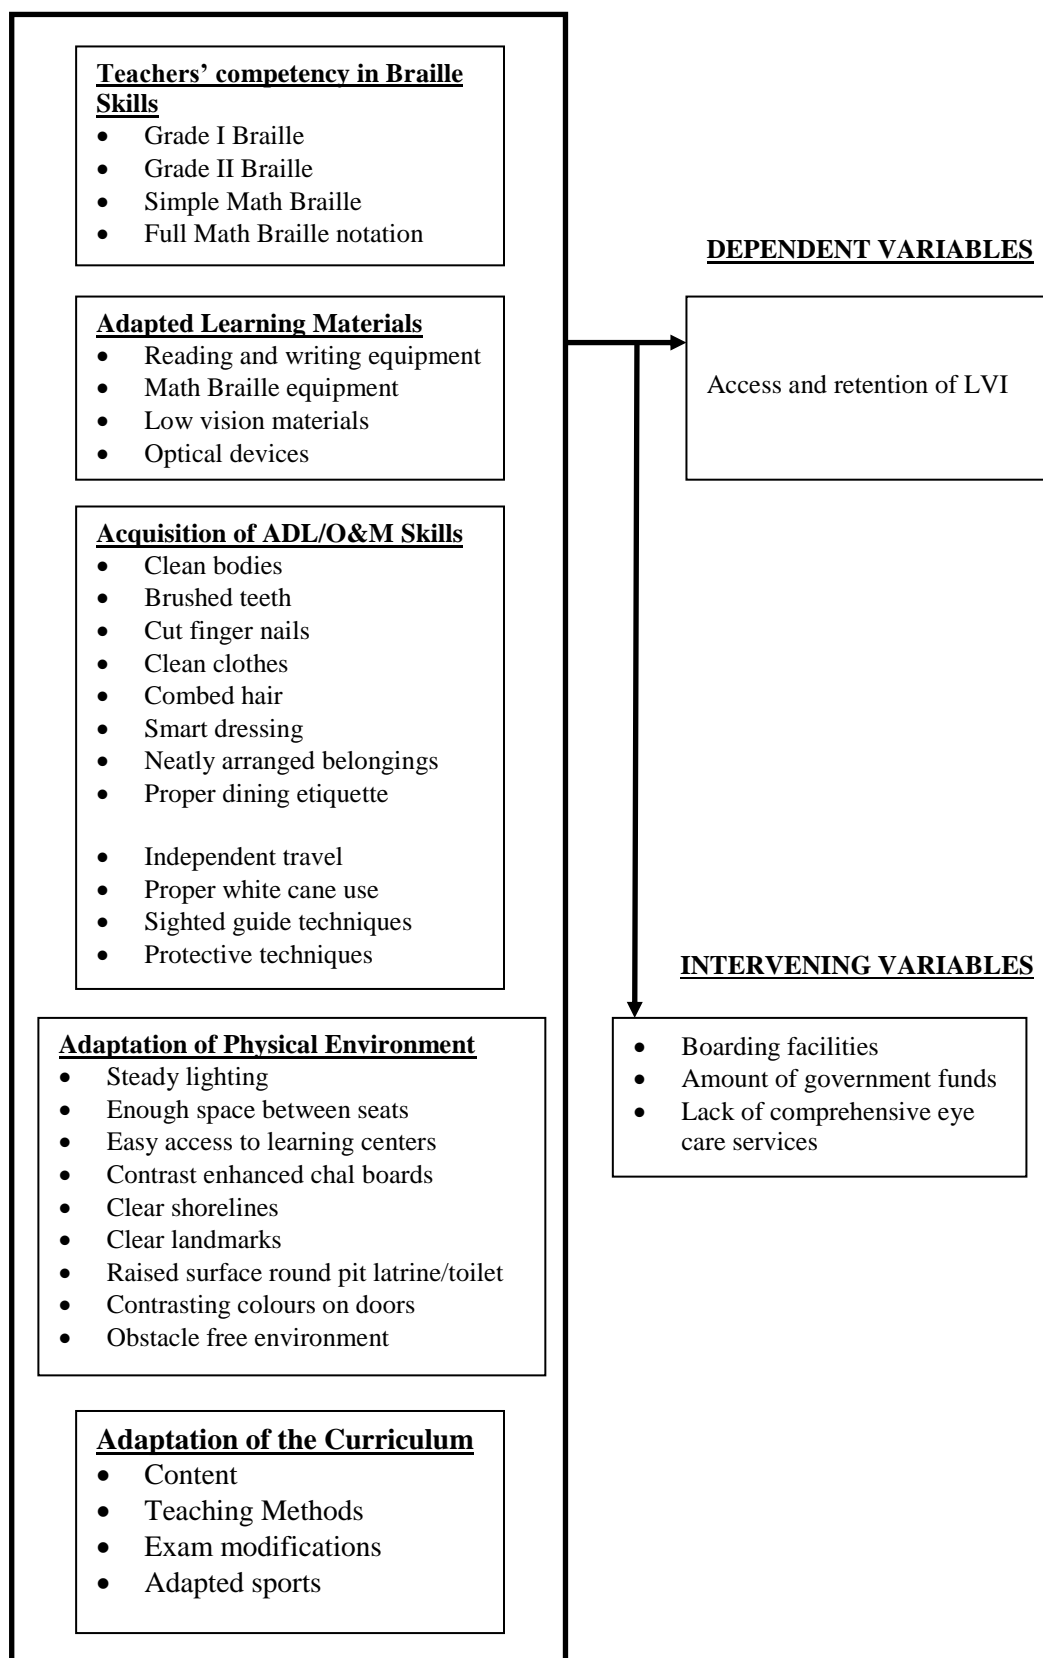 Teachers’ competency in Braille
Skills
• Grade I Braille
• Grade II Braille
• Simple Math Braille
• Full Math Braille notation
Adapted Learning Materials
• Reading and writing equipment
• Math Braille equipment
• Low vision materials
• Optical devices
Acquisition of ADL/O&M Skills
• Clean bodies
• Brushed teeth
• Cut finger nails
• Clean clothes
• Combed hair
• Smart dressing
• Neatly arranged belongings
• Proper dining etiquette
• Independent travel
• Proper white cane use
• Sighted guide techniques
• Protective techniques
Adaptation of Physical Environment
• Steady lighting
• Enough space between seats
• Easy access to learning centers
• Contrast enhanced chal boards
• Clear shorelines
• Clear landmarks
• Raised surface round pit latrine/toilet
• Contrasting colours on doors
• Obstacle free environment
Adaptation of the Curriculum
• Content
• Teaching Methods
• Exam modifications
• Adapted sports
DEPENDENT VARIABLES
Access and retention of LVI
INTERVENING VARIABLES
• Boarding facilities
• Amount of government funds
• Lack of comprehensive eye
care services